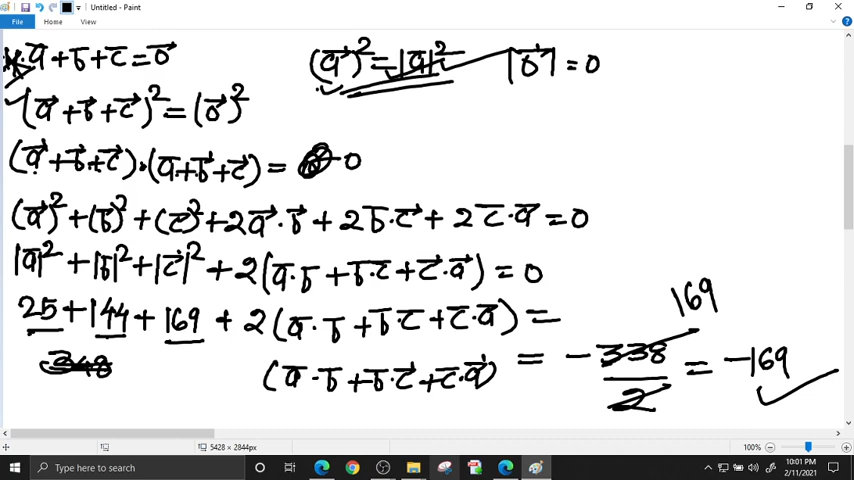 Untitled - Paint
File Home View
a⃗ + b⃗ + c⃗ = 0⃗
(a⃗)² = |a⃗|² |0⃗| = 0
(a⃗ + b⃗ + c⃗)² = (0⃗)²
(a⃗ + b⃗ + c⃗)·(a⃗ + b⃗ + c⃗) = 0
(a⃗)² + (b⃗)² + (c⃗)² + 2a⃗·b⃗ + 2b⃗·c⃗ + 2c⃗·a⃗ = 0
|a⃗|² + |b⃗|² + |c⃗|² + 2(a⃗·b⃗ + b⃗·c⃗ + c⃗·a⃗) = 0
25 + 144 + 169 + 2(a⃗·b⃗ + b⃗·c⃗ + c⃗·a⃗) =
169
(a⃗·b⃗ + b⃗·c⃗ + c⃗·a⃗) = -338/2 = -169
5428 × 2844px 100%
Type here to search
10:01 PM
2/11/2021